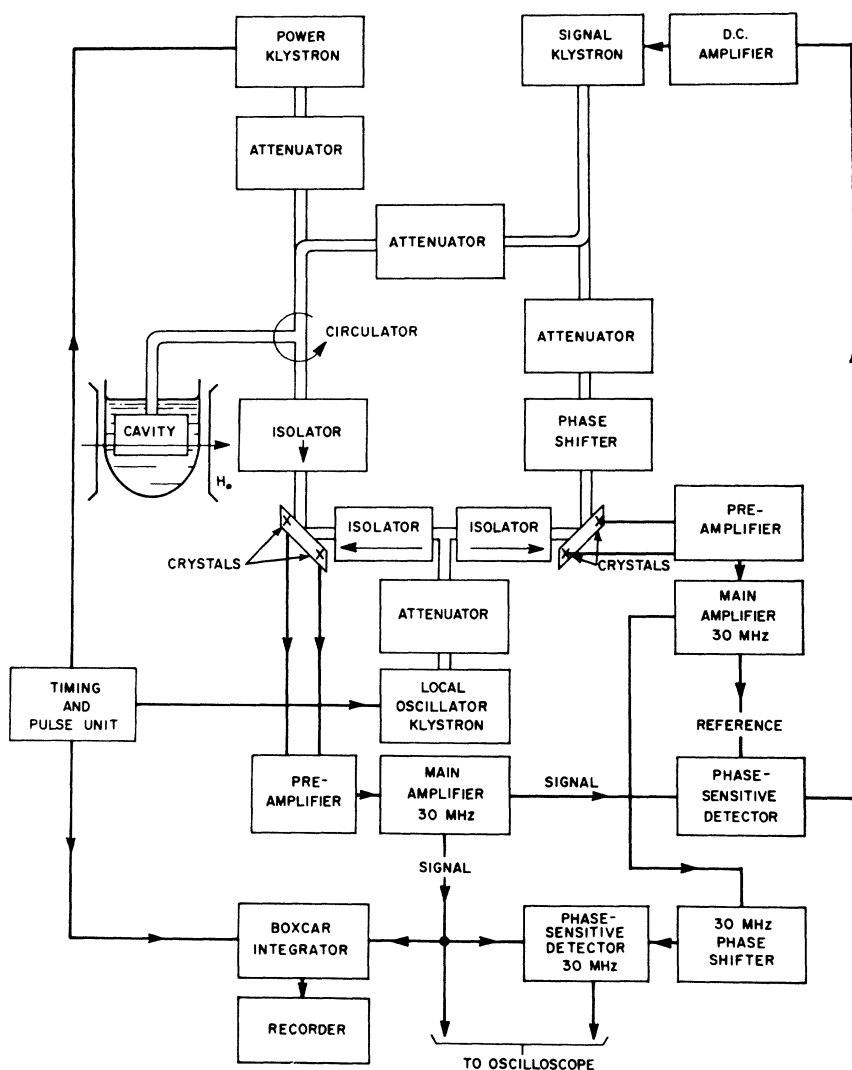 POWER
KLYSTRON
SIGNAL
KLYSTRON
D.C.
AMPLIFIER
ATTENUATOR
ATTENUATOR
CIRCULATOR
ATTENUATOR
CAVITY
H₀
ISOLATOR
PHASE
SHIFTER
ISOLATOR
ISOLATOR
PRE-
AMPLIFIER
CRYSTALS
CRYSTALS
ATTENUATOR
MAIN
AMPLIFIER
30 MHz
TIMING
AND
PULSE UNIT
LOCAL
OSCILLATOR
KLYSTRON
REFERENCE
PRE-
AMPLIFIER
MAIN
AMPLIFIER
30 MHz
SIGNAL
PHASE-
SENSITIVE
DETECTOR
SIGNAL
BOXCAR
INTEGRATOR
PHASE-
SENSITIVE
DETECTOR
30 MHz
30 MHz
PHASE
SHIFTER
RECORDER
TO OSCILLOSCOPE